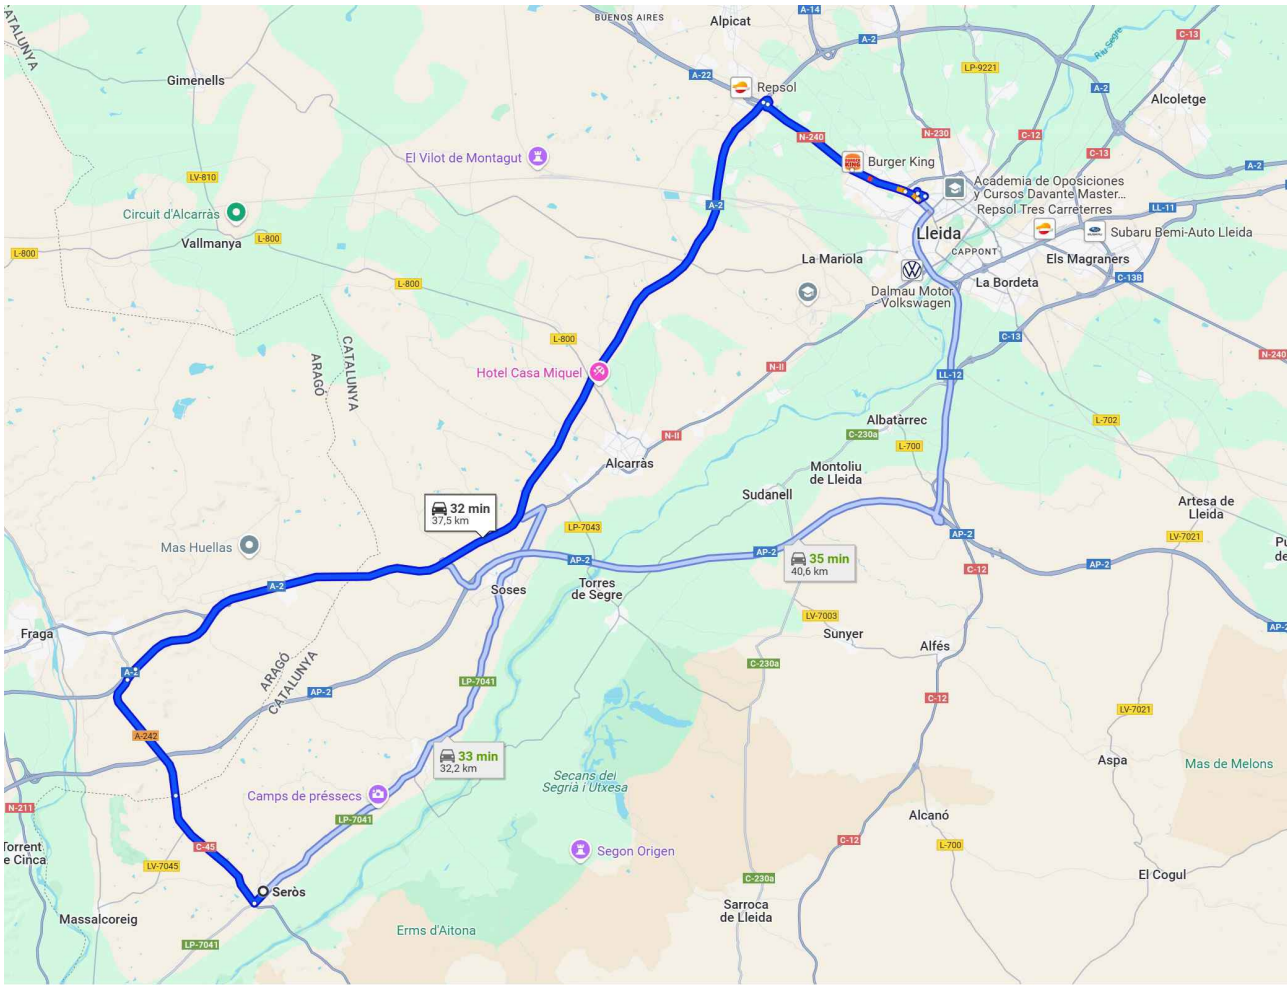 BUENOS AIRES
Alpicat
A-14
A-2
C-13
CATALUNYA
Riu Segre
LP-9221
A-22
Gimenells
Repsol
A-2
Alcoletge
N-240
N-230
C-12
El Vilot de Montagut
Burger King
C-13
A-2
LV-810
Academia de Oposiciones
y Cursos Davante Master...
Circuit d'Alcarràs
A-2
Repsol Tres Carreterres
LL-11
Vallmanya
L-800
Lleida
Subaru Bemi-Auto Lleida
L-800
CAPPONT
La Mariola
Els Magraners
L-800
C-13B
Dalmau Motor
- Volkswagen
La Bordeta
L-800
C-13
CATALUNYA
ARAGÓ
N-240
Hotel Casa Miquel
N-II
LL-12
Albatàrrec
L-702
N-II
C-230a
L-700
Alcarràs
Montoliu
de Lleida
Sudanell
32 min
37,5 km
Artesa de
Lleida
LP-7043
AP-2
LV-7021
Mas Huellas
AP-2
AP-2
35 min
40,6 km
AP-2
C-12
A-2
Soses
Torres
de Segre
LV-7003
AP-2
Fraga
Sunyer
Alfés
ARAGÓ
CATALUNYA
C-230a
A-2
LP-7041
AP-2
C-12
LV-7021
A-242
33 min
32,2 km
Aspa
Mas de Melons
Secans del
Segrià i Utxesa
Camps de préssecs
N-211
LP-7041
Alcanó
C-12
L-700
Torrent
de Cinca
C-45
LV-7045
Segon Origen
El Cogul
C-230a
Seròs
Sarroca
de Lleida
Massalcoreig
Erms d'Aitona
LP-7041